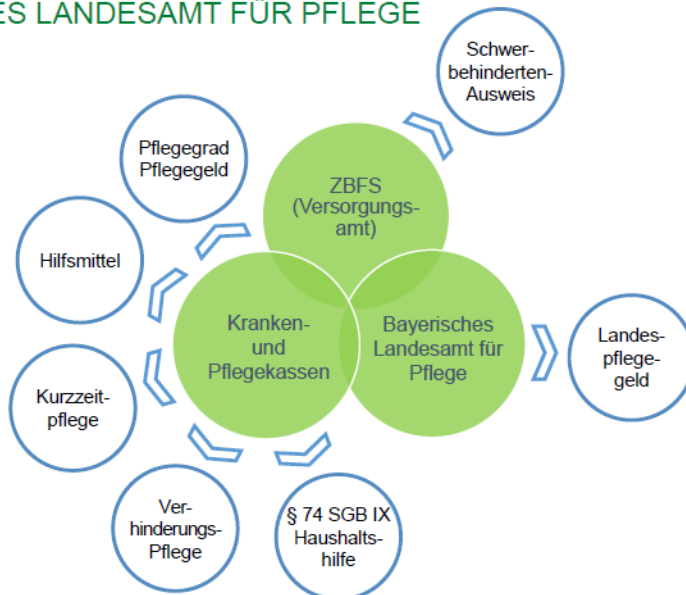 ES LANDESAMT FÜR PFLEGE
Schwer-
behinderten-
Ausweis
Pflegegrad
Pflegegeld
ZBFS
(Versorgungs-
amt)
Hilfsmittel
Kranken-
und
Pflegekassen
Bayerisches
Landesamt für
Pflege
Landes-
pflege-
geld
Kurzzeit-
pflege
Ver-
hinderungs-
Pflege
§ 74 SGB IX
Haushalts-
hilfe